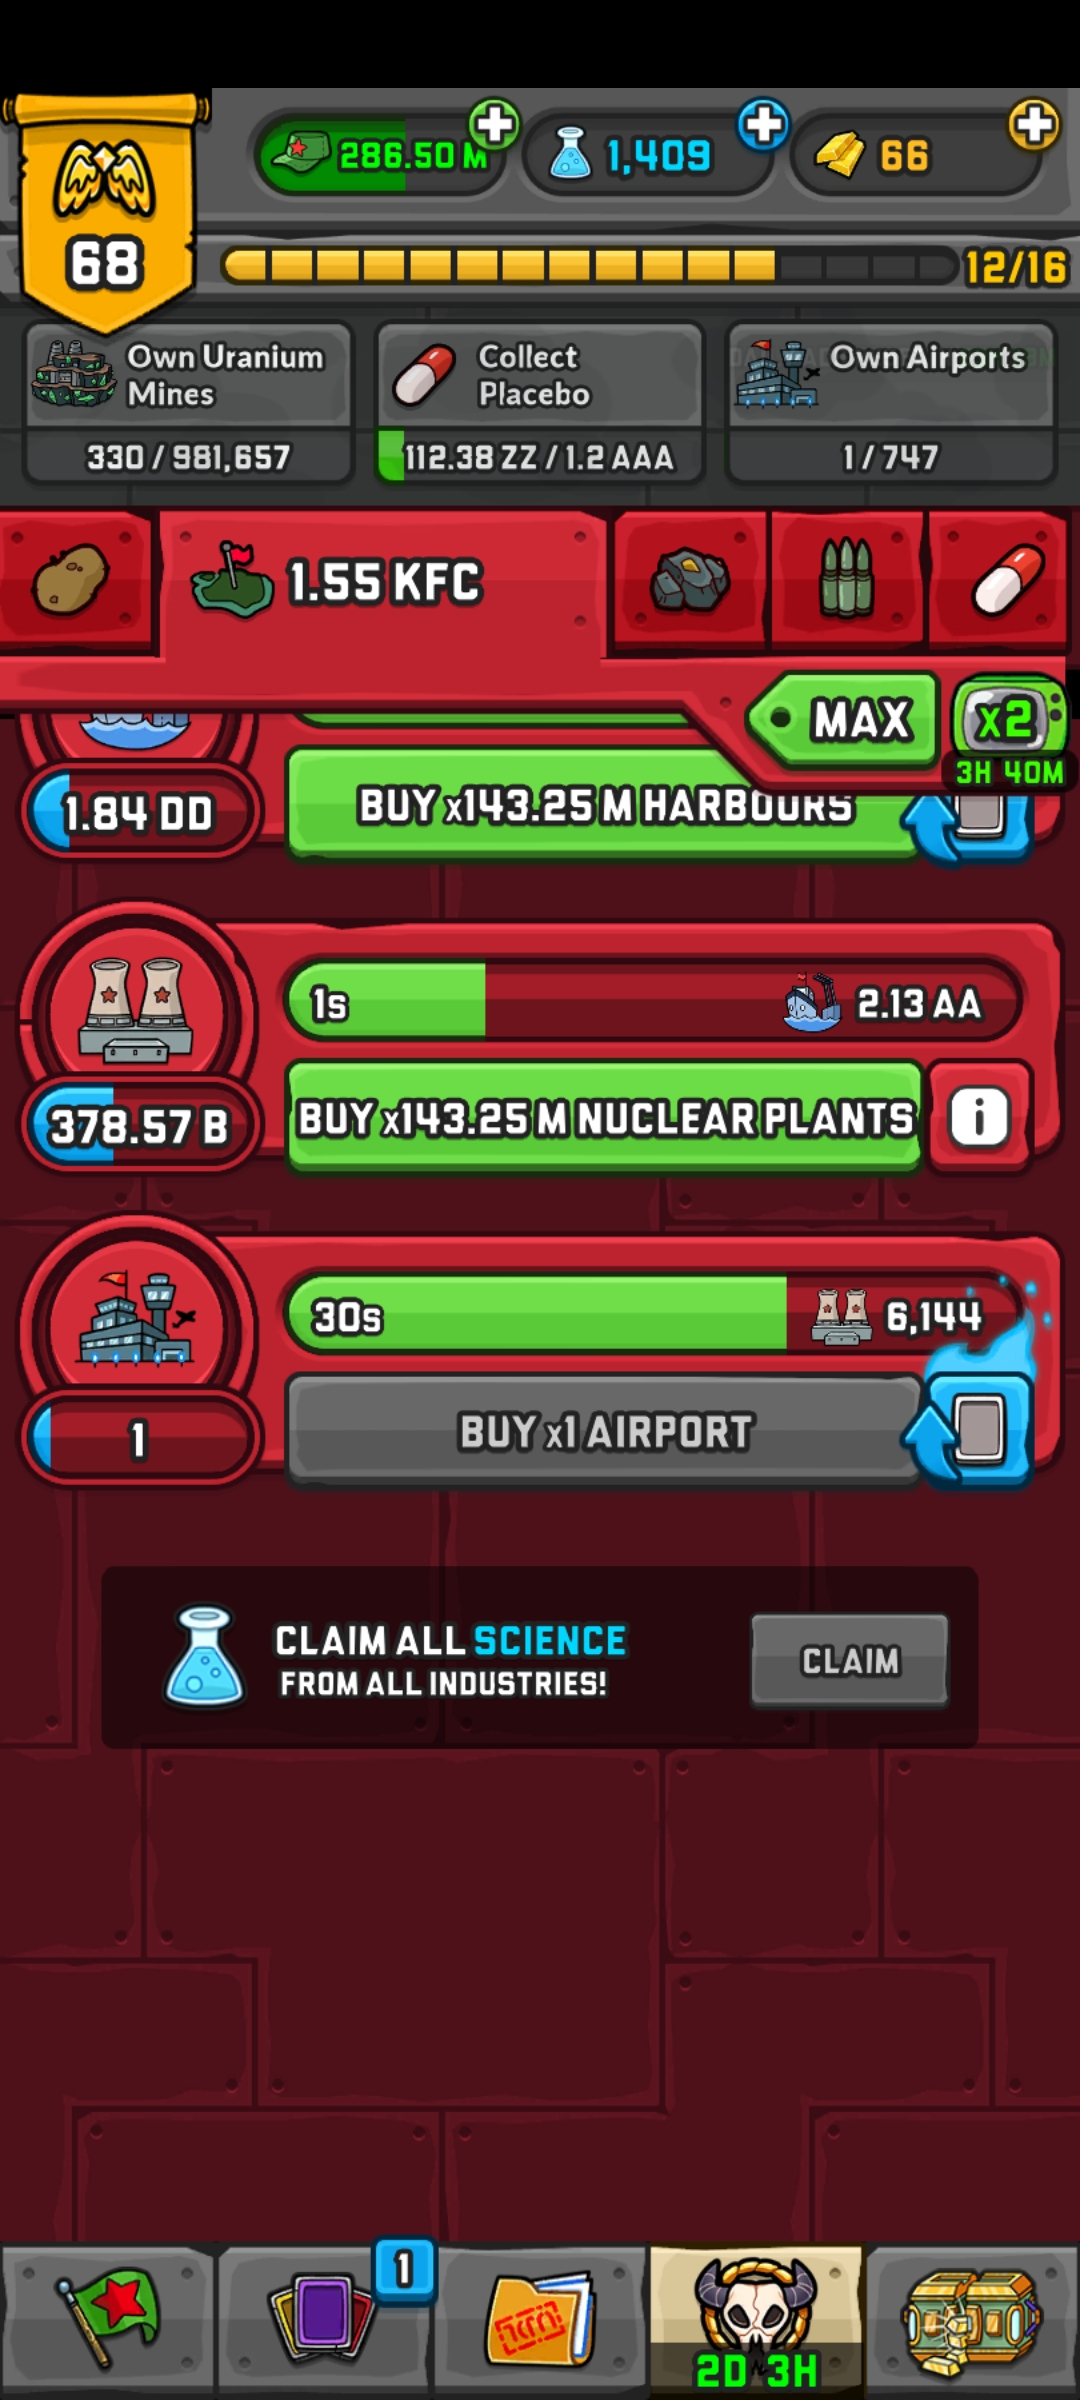 286.50 M
1,409
66
68
12/16
Own Uranium
Mines
330 / 981,657
Collect
Placebo
112.38 ZZ / 1.2 AAA
Own Airports
1 / 747
1.55 KFC
MAX
x2
3H 40M
1.84 DD
BUY x143.25 M HARBOURS
1s
2.13 AA
378.57 B
BUY x143.25 M NUCLEAR PLANTS
i
30s
6,144
1
BUY x1 AIRPORT
CLAIM ALL SCIENCE
FROM ALL INDUSTRIES!
CLAIM
1
2D 3H